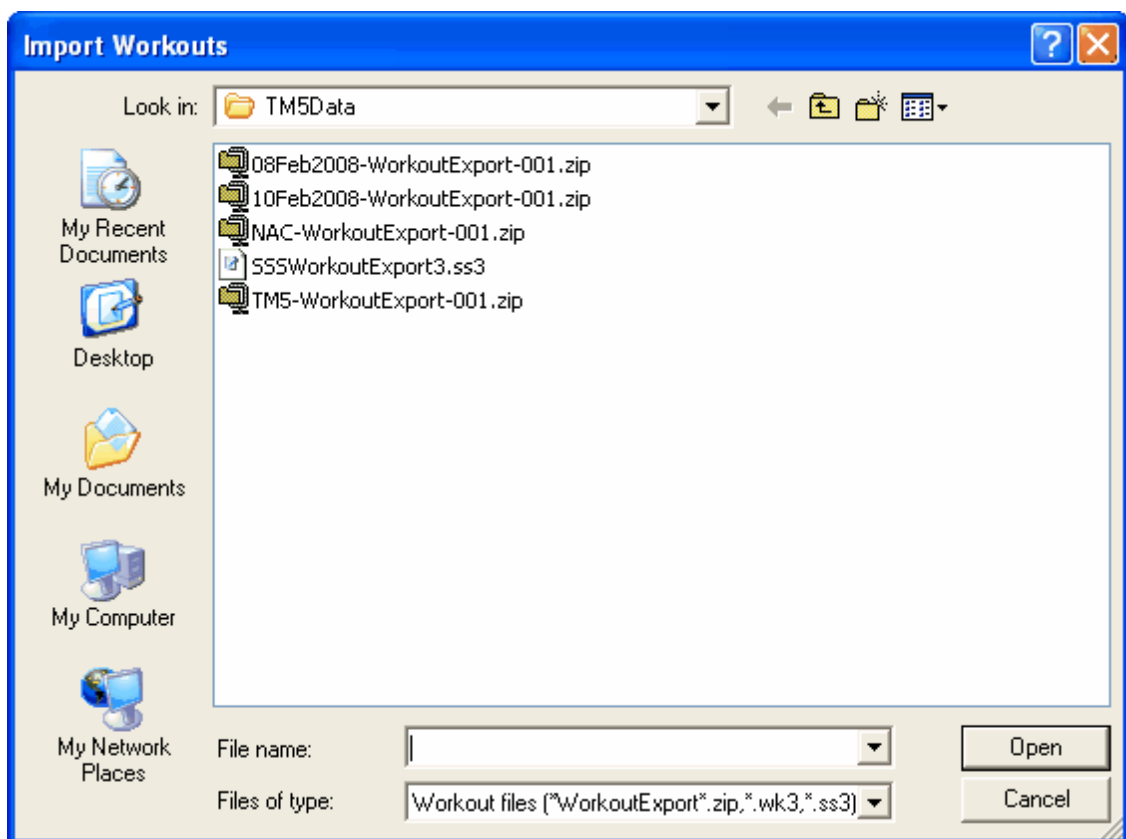 Import Workouts
Look in:
TM5Data
08Feb2008-WorkoutExport-001.zip
10Feb2008-WorkoutExport-001.zip
NAC-WorkoutExport-001.zip
SSSWorkoutExport3.ss3
TM5-WorkoutExport-001.zip
My Recent
Documents
Desktop
My Documents
My Computer
My Network
Places
File name:
Open
Files of type:
Workout files (*WorkoutExport*.zip,*.wk3,*.ss3)
Cancel